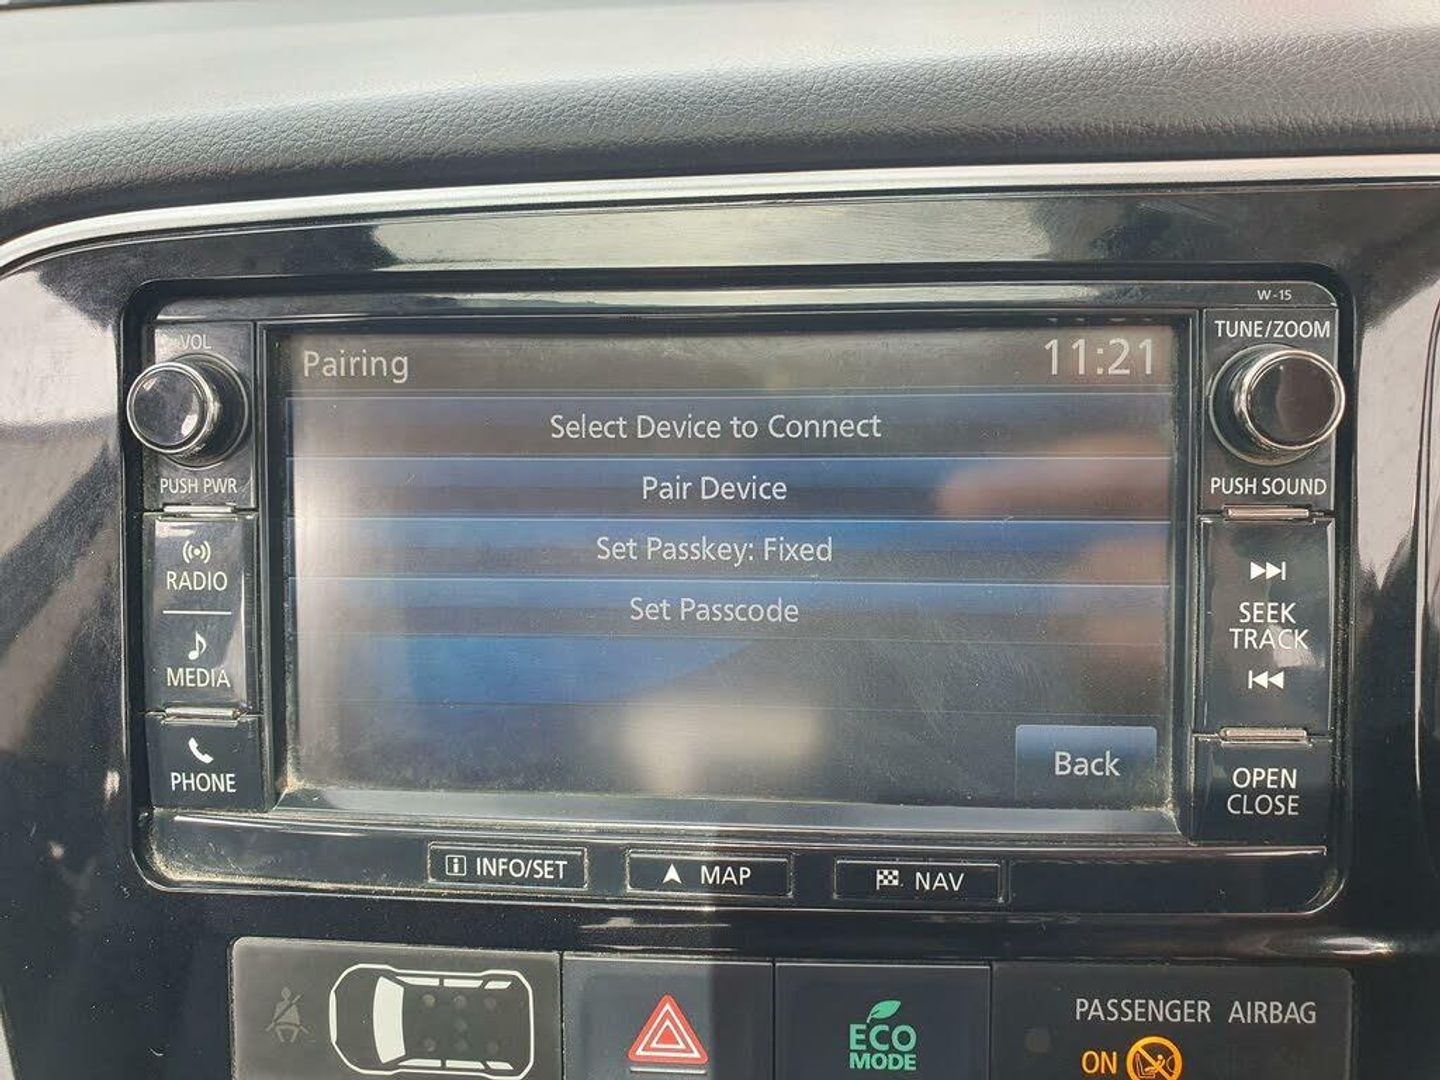 W-15
VOL
TUNE/ZOOM
Pairing
11:21
Select Device to Connect
PUSH PWR
Pair Device
PUSH SOUND
Set Passkey: Fixed
RADIO
Set Passcode
SEEK
TRACK
MEDIA
PHONE
Back
OPEN
CLOSE
INFO/SET
MAP
NAV
PASSENGER AIRBAG
ECO
MODE
ON